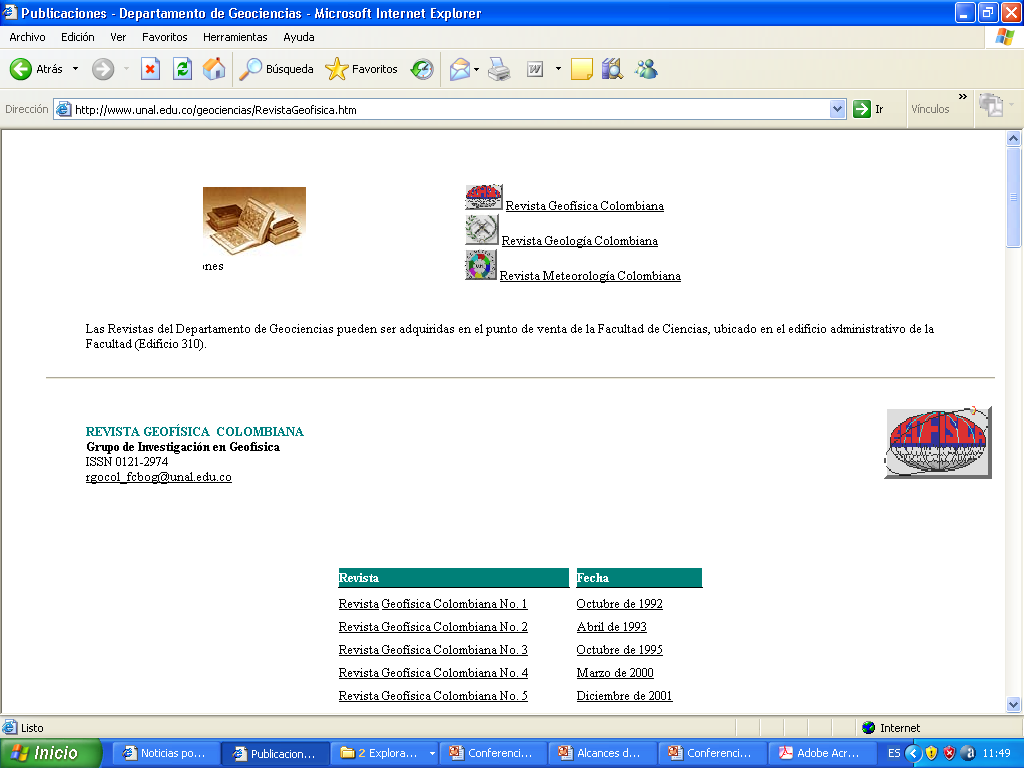 Publicaciones - Departamento de Geociencias - Microsoft Internet Explorer
Archivo Edición Ver Favoritos Herramientas Ayuda
Atrás Búsqueda Favoritos
Dirección http://www.unal.edu.co/geociencias/RevistaGeofisica.htm Ir Vínculos »
Revista Geofísica Colombiana
Revista Geología Colombiana
ones
Revista Meteorología Colombiana
Las Revistas del Departamento de Geociencias pueden ser adquiridas en el punto de venta de la Facultad de Ciencias, ubicado en el edificio administrativo de la
Facultad (Edificio 310).
REVISTA GEOFÍSICA COLOMBIANA
Grupo de Investigación en Geofísica
ISSN 0121-2974
rgocol_fcbog@unal.edu.co
GEOFISICA
Revista Fecha
Revista Geofísica Colombiana No. 1 Octubre de 1992
Revista Geofísica Colombiana No. 2 Abril de 1993
Revista Geofísica Colombiana No. 3 Octubre de 1995
Revista Geofísica Colombiana No. 4 Marzo de 2000
Revista Geofísica Colombiana No. 5 Diciembre de 2001
Listo Internet
Inicio Noticias po... Publicacion... 2 Explora... Conferenci... Alcances d... Conferenci... Adobe Acr... ES 11:49